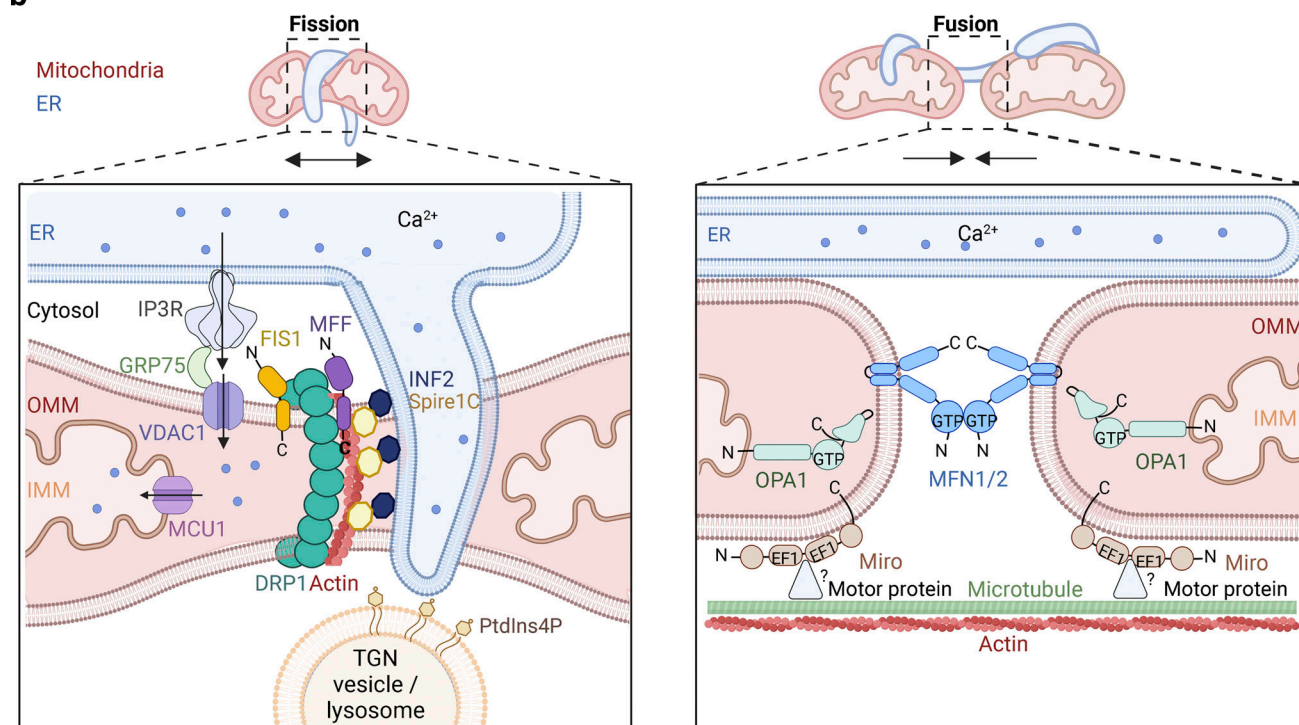 b
Fission
Fusion
Mitochondria
ER
ER
Ca2+
Cytosol
IP3R
FIS1
MFF
N
N
GRP75
INF2
Spire1C
OMM
VDAC1
C
C
IMM
MCU1
DRP1 Actin
PtdIns4P
TGN
vesicle /
lysosome
ER
Ca2+
OMM
C C
GTP GTP
N N
MFN1/2
N
C
GTP
OPA1
C
GTP
N
OPA1
IMM
C
C
N
EF1
EF1
Miro
EF1
EF1
N
Miro
?
Motor protein
Microtubule
?
Motor protein
Actin